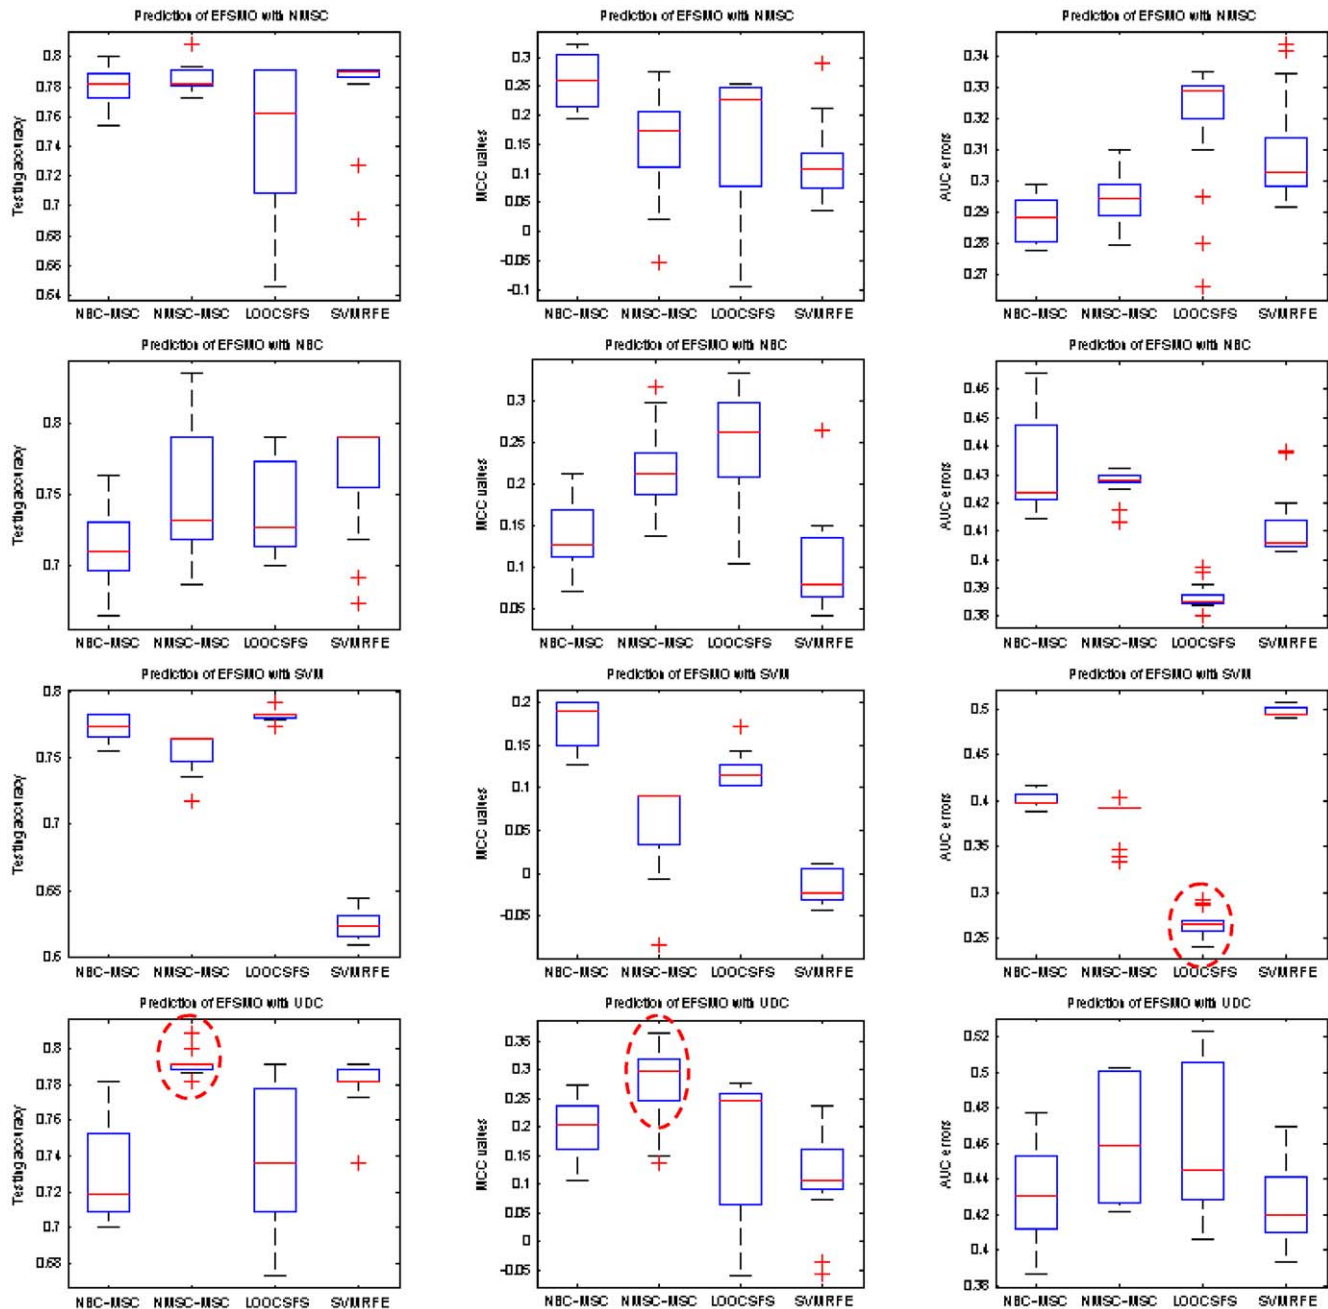 Prediction of EFSMO with NMSC
Testing accuracy
0.8
0.78
0.76
0.74
0.72
0.7
0.68
0.66
0.64
NBC-MSC NMSC-MSC LOOCSFS SVMRFE
Prediction of EFSMO with NMSC
MCC values
0.3
0.25
0.2
0.15
0.1
0.05
0
-0.05
-0.1
NBC-MSC NMSC-MSC LOOCSFS SVMRFE
Prediction of EFSMO with NMSC
AUC errors
0.34
0.33
0.32
0.31
0.3
0.29
0.28
0.27
NBC-MSC NMSC-MSC LOOCSFS SVMRFE
Prediction of EFSMO with NBC
Testing accuracy
0.8
0.75
0.7
NBC-MSC NMSC-MSC LOOCSFS SVMRFE
Prediction of EFSMO with NBC
MCC values
0.3
0.25
0.2
0.15
0.1
0.05
NBC-MSC NMSC-MSC LOOCSFS SVMRFE
Prediction of EFSMO with NBC
AUC errors
0.46
0.45
0.44
0.43
0.42
0.41
0.4
0.39
0.38
NBC-MSC NMSC-MSC LOOCSFS SVMRFE
Prediction of EFSMO with SVM
Testing accuracy
0.8
0.75
0.7
0.65
0.6
NBC-MSC NMSC-MSC LOOCSFS SVMRFE
Prediction of EFSMO with SVM
MCC values
0.2
0.15
0.1
0.05
0
-0.05
NBC-MSC NMSC-MSC LOOCSFS SVMRFE
Prediction of EFSMO with SVM
AUC errors
0.5
0.45
0.4
0.35
0.3
0.25
NBC-MSC NMSC-MSC LOOCSFS SVMRFE
Prediction of EFSMO with UDC
Testing accuracy
0.8
0.78
0.76
0.74
0.72
0.7
0.68
NBC-MSC NMSC-MSC LOOCSFS SVMRFE
Prediction of EFSMO with UDC
MCC values
0.35
0.3
0.25
0.2
0.15
0.1
0.05
0
-0.05
NBC-MSC NMSC-MSC LOOCSFS SVMRFE
Prediction of EFSMO with UDC
AUC errors
0.52
0.5
0.48
0.46
0.44
0.42
0.4
0.38
NBC-MSC NMSC-MSC LOOCSFS SVMRFE